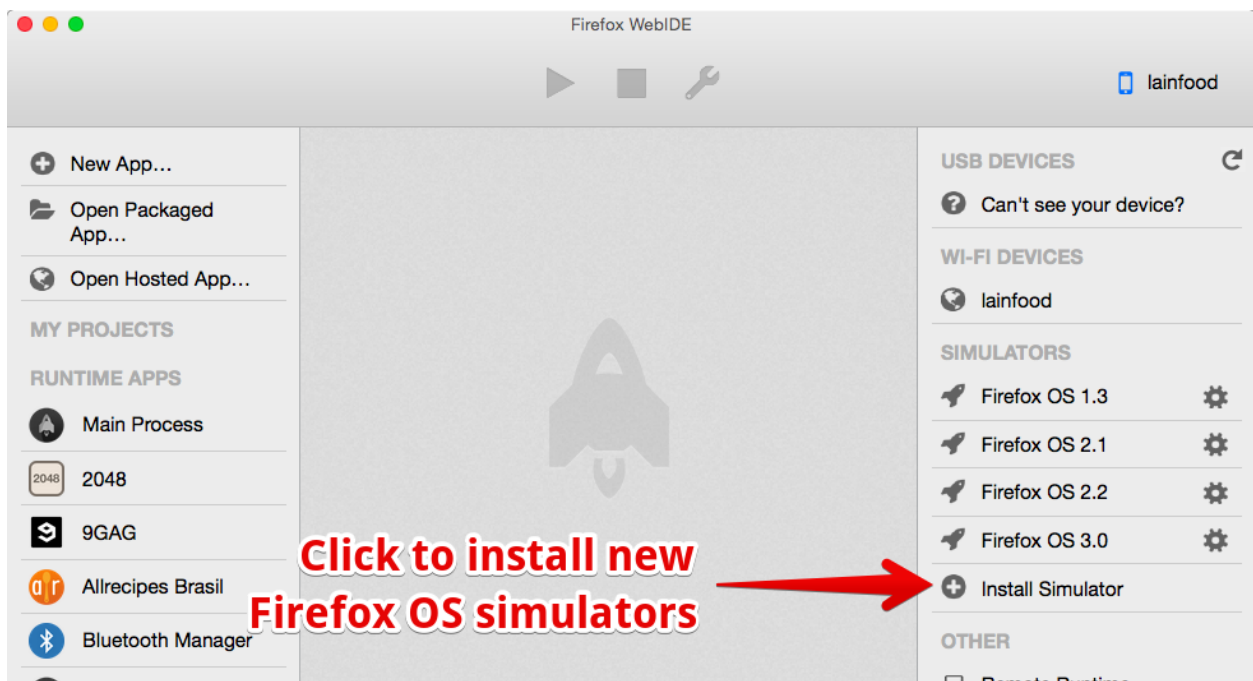 Firefox WebIDE
lainfood
New App...
Open Packaged
App...
Open Hosted App...
MY PROJECTS
RUNTIME APPS
Main Process
2048
2048
9GAG
Allrecipes Brasil
Bluetooth Manager
Click to install new
Firefox OS simulators
USB DEVICES
Can't see your device?
WI-FI DEVICES
lainfood
SIMULATORS
Firefox OS 1.3
Firefox OS 2.1
Firefox OS 2.2
Firefox OS 3.0
Install Simulator
OTHER
Remote Runtime